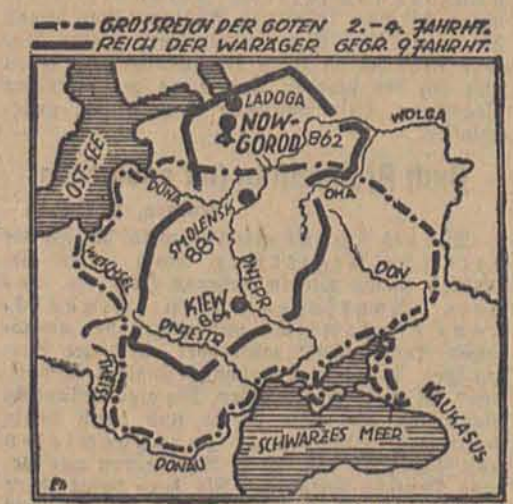 GROSSREICH DER GOTEN 2.-4. JAHRHT.
REICH DER WARÄGER GEGR. 9 JAHRHT.
LADOGA
NOW-
GOROD
862
WOLGA
OST-SEE
DÜNA
OKA
SMOLENSK
881
WEICHSEL
DNJEPR
DON
KIEW
864
DNJESTR
DONAU
SCHWARZES MEER
KAUKASUS